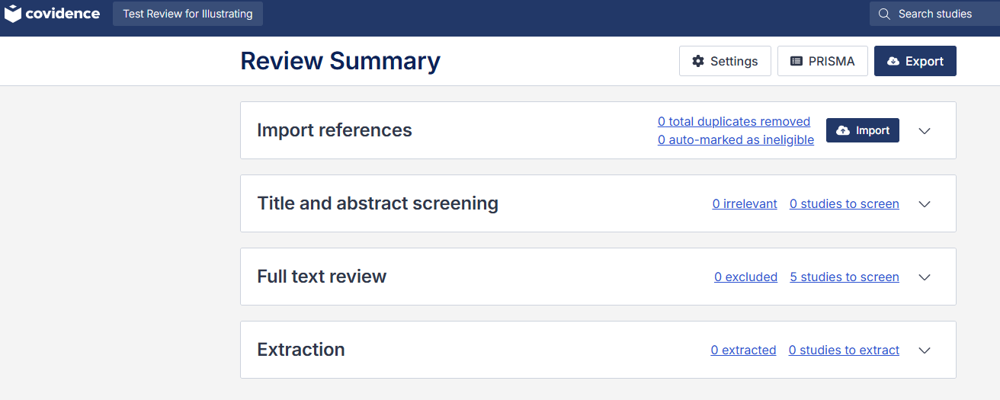 covidence Test Review for Illustrating Search studies
Review Summary Settings PRISMA Export
Import references 0 total duplicates removed Import
0 auto-marked as ineligible
Title and abstract screening 0 irrelevant 0 studies to screen
Full text review 0 excluded 5 studies to screen
Extraction 0 extracted 0 studies to extract